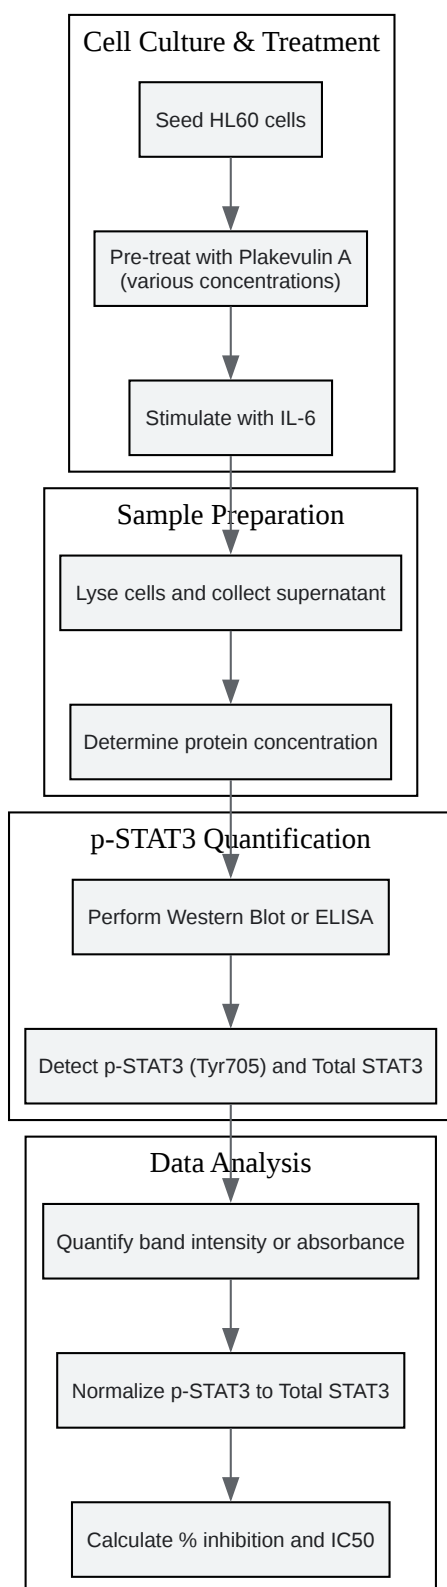 Cell Culture & Treatment
Seed HL60 cells
Pre-treat with Plakevulin A
(various concentrations)
Stimulate with IL-6
Sample Preparation
Lyse cells and collect supernatant
Determine protein concentration
p-STAT3 Quantification
Perform Western Blot or ELISA
Detect p-STAT3 (Tyr705) and Total STAT3
Data Analysis
Quantify band intensity or absorbance
Normalize p-STAT3 to Total STAT3
Calculate % inhibition and IC50